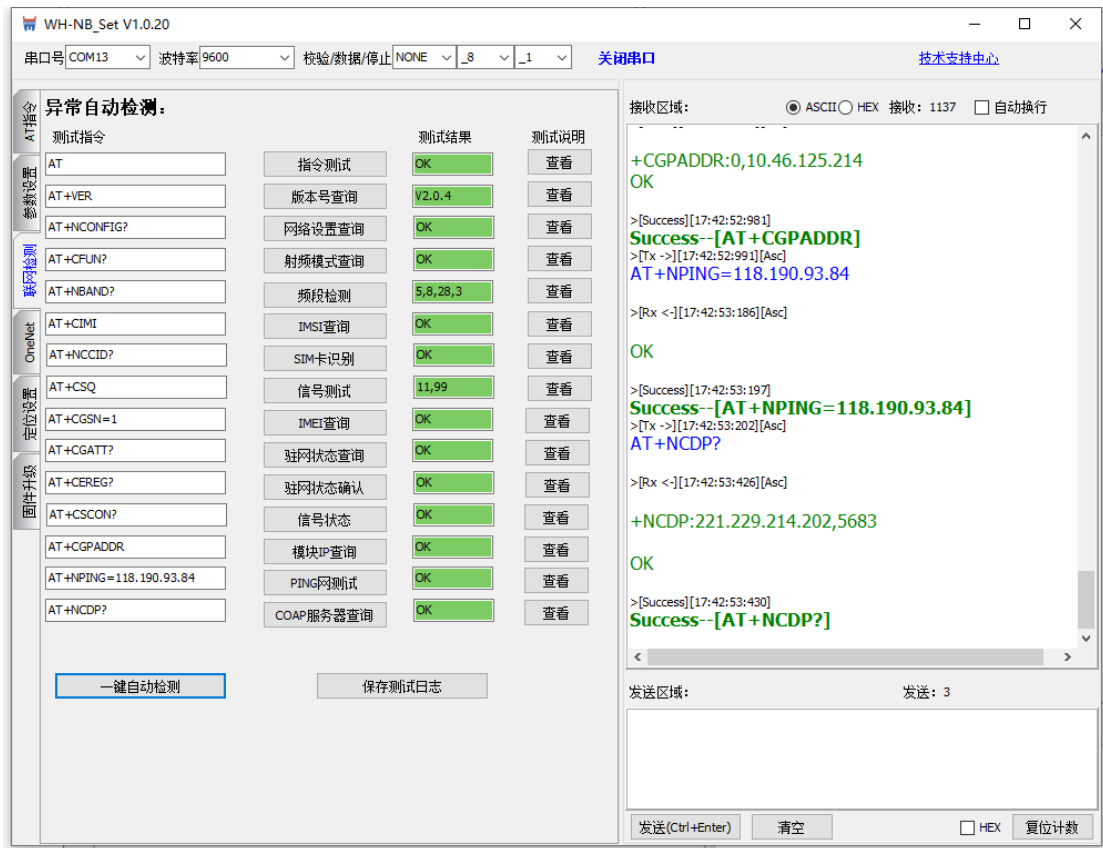 WH-NB_Set V1.0.20
串口号 COM13 波特率 9600 校验/数据/停止 NONE _8 _1 关闭串口 技术支持中心
AT指令
参数设置
联网检测
OneNet
定位设置
固件升级
异常自动检测：
测试指令 测试结果 测试说明
AT 指令测试 OK 查看
AT+VER 版本号查询 V2.0.4 查看
AT+NCONFIG? 网络设置查询 OK 查看
AT+CFUN? 射频模式查询 OK 查看
AT+NBAND? 频段检测 5,8,28,3 查看
AT+CIMI IMSI查询 OK 查看
AT+NCCID? SIM卡识别 OK 查看
AT+CSQ 信号测试 11,99 查看
AT+CGSN=1 IMEI查询 OK 查看
AT+CGATT? 驻网状态查询 OK 查看
AT+CEREG? 驻网状态确认 OK 查看
AT+CSCON? 信号状态 OK 查看
AT+CGPADDR 模块IP查询 OK 查看
AT+NPING=118.190.93.84 PING网测试 OK 查看
AT+NCDP? COAP服务器查询 OK 查看
一键自动检测 保存测试日志
接收区域： ASCII HEX 接收：1137 自动换行
+CGPADDR:0,10.46.125.214
OK
>[Success][17:42:52:981]
Success--[AT+CGPADDR]
>[Tx ->][17:42:52:991][Asc]
AT+NPING=118.190.93.84
>[Rx <-][17:42:53:186][Asc]
OK
>[Success][17:42:53:197]
Success--[AT+NPING=118.190.93.84]
>[Tx ->][17:42:53:202][Asc]
AT+NCDP?
>[Rx <-][17:42:53:426][Asc]
+NCDP:221.229.214.202,5683
OK
>[Success][17:42:53:430]
Success--[AT+NCDP?]
发送区域： 发送：3
发送(Ctrl+Enter) 清空 HEX 复位计数